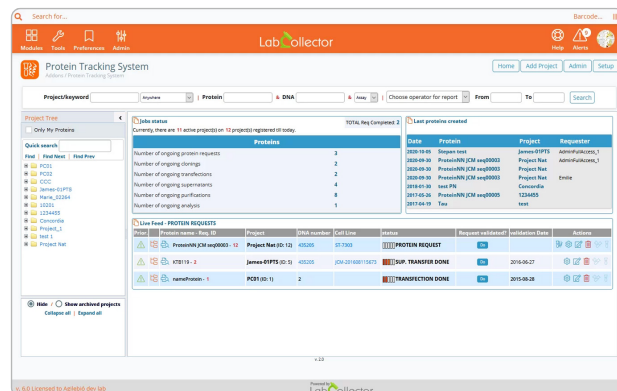 Search for...
Barcode...
Modules Tools Preferences Admin
LabCollector
Help Alerts
Protein Tracking System
Addons / Protein Tracking System
Home Add Project Admin Setup
Project/keyword Anywhere | Protein & DNA & Assay | Choose operator for report From To Search
Project Tree
Only My Proteins
Quick search
Find | Find Next | Find Prev
PC01
PC02
CCC
James-01PTS
Marie_02264
10201
1234455
Concordia
Project_1
test 1
Project Nat
Hide / Show archived projects
Collapse all | Expand all
Jobs status
TOTAL Req Completed: 2
Currently, there are 11 active project(s) on 12 project(s) registered till today.
Proteins
Number of ongoing protein requests 3
Number of ongoing clonings 2
Number of ongoing transfections 2
Number of ongoing supernatants 4
Number of ongoing purifications 8
Number of ongoing analysis 1
Last proteins created
Date Protein Project Requester
2020-10-05 Stepan test James-01PTS AdminFullAccess_1
2020-09-30 ProteinNN JCM seq00003 Project Nat AdminFullAccess_1
2020-09-30 ProteinNN JCM seq00003 Project Nat
2020-09-30 ProteinNN JCM seq00003 Project Nat Emilie
2018-01-30 test PN Concordia
2017-05-26 ProteinNN JCM seq00005 1234455
2017-04-19 Tau test
Live Feed - PROTEIN REQUESTS
Prior. Protein name - Req. ID Project DNA number Cell Line status Request validated? validation Date Actions
ProteinNN JCM seq00003 - 12 Project Nat (ID: 12) 435265 ST-7303 PROTEIN REQUEST
KTB119 - 3 James-01PTS (ID: 5) 435265 JCM-201608115673 SUP. TRANSFER DONE 2016-06-27
nameProtein - 1 PC01 (ID: 1) 2 TRANSFECTION DONE 2015-08-28
v.2.0
v. 6.0 Licensed to Agilebio dev lab
Powered by
LabCollector